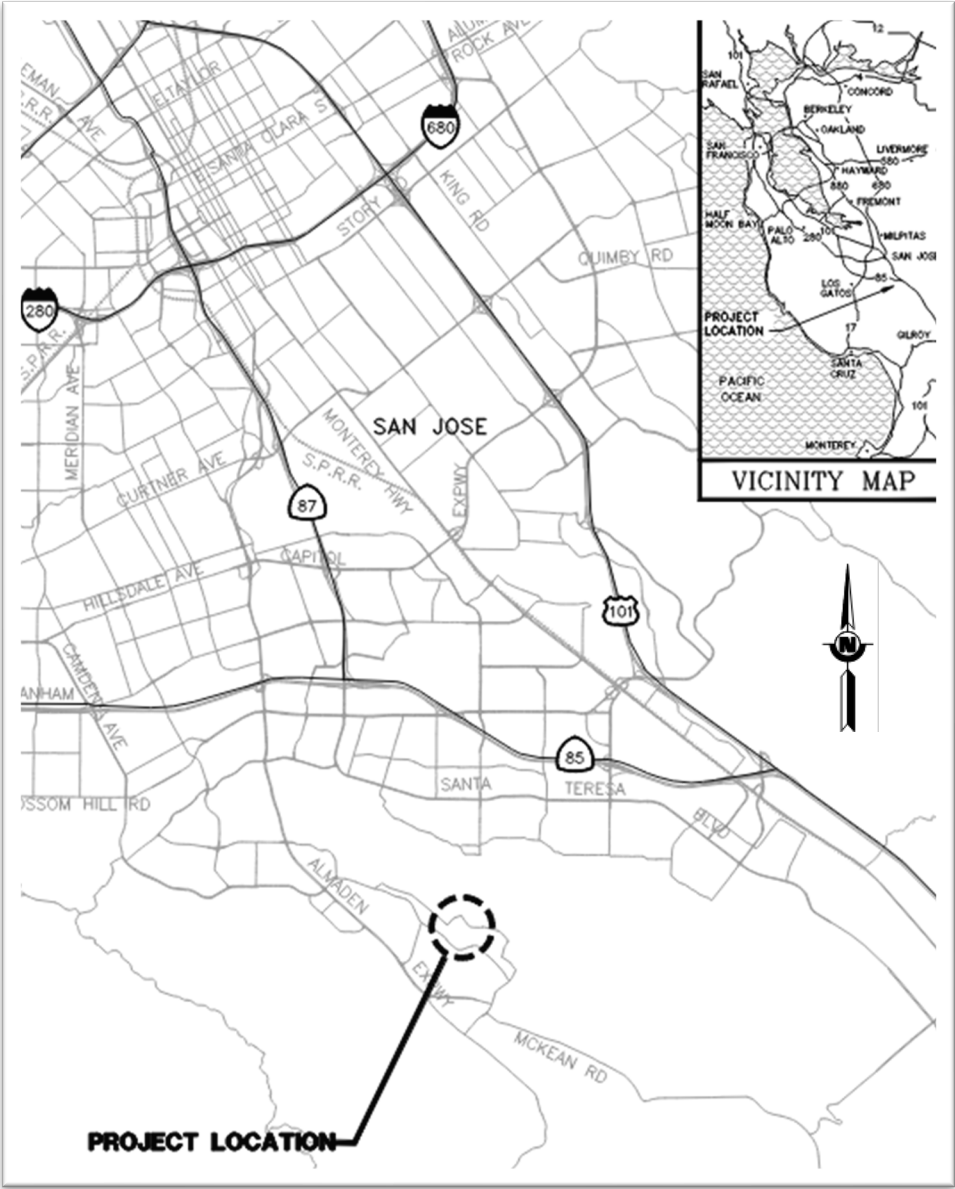 ALUM
ROCK AVE
EMAN
AVE
S.P.R.R.
E.TAYLOR
E.SANTA CLARA S
680
KING RD
STORY
QUIMBY RD
280
S.P.R.R.
MERIDIAN AVE
SAN JOSE
MONTEREY HWY
S.P.R.R.
CURTNER AVE
EXPWY
87
CAPITOL
HILLSDALE AVE
101
N
CAMDEN AVE
ANHAM
85
SANTA
TERESA
BLVD
OSSOM HILL RD
ALMADEN
EXPWY
MCKEAN RD
PROJECT LOCATION
12
101
SAN
RAFAEL
4
CONCORD
BERKELEY
OAKLAND
SAN
FRANCISCO
LIVERMORE
580
HAYWARD
880
680
FREMONT
HALF
MOON BAY
PALO
ALTO
280
101
MILPITAS
SAN JOSE
85
LOS
GATOS
PROJECT
LOCATION
17
GILROY
SANTA
CRUZ
PACIFIC
OCEAN
101
MONTEREY
VICINITY MAP